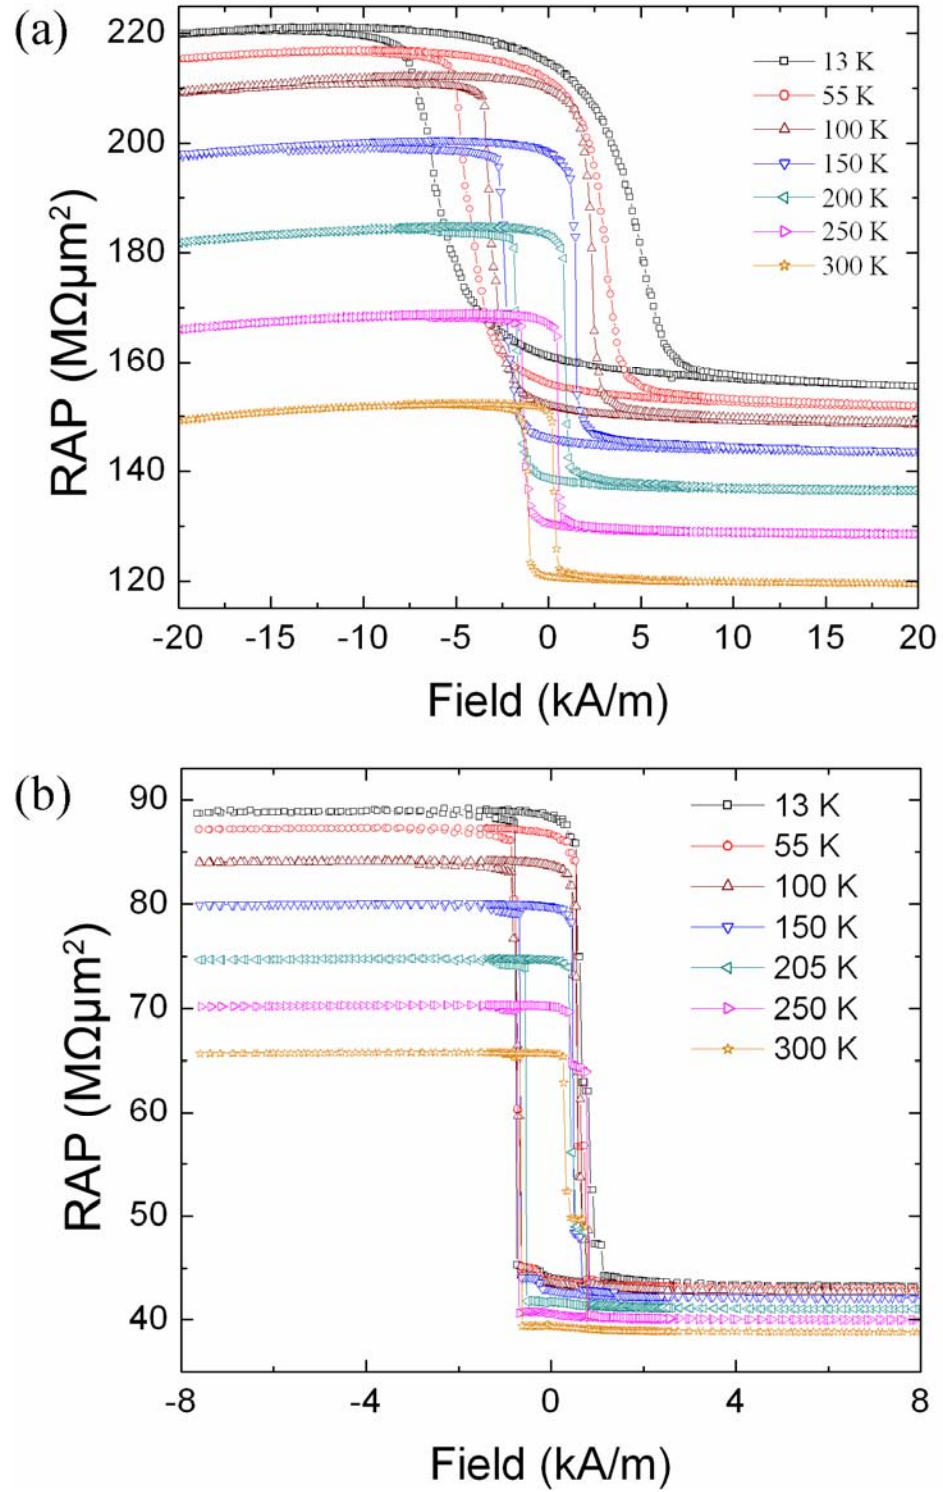 (a)
220
200
180
160
140
120
RAP (MΩµm²)
13 K
55 K
100 K
150 K
200 K
250 K
300 K
-20 -15 -10 -5 0 5 10 15 20
Field (kA/m)
(b)
90
80
70
60
50
40
RAP (MΩµm²)
13 K
55 K
100 K
150 K
205 K
250 K
300 K
-8 -4 0 4 8
Field (kA/m)